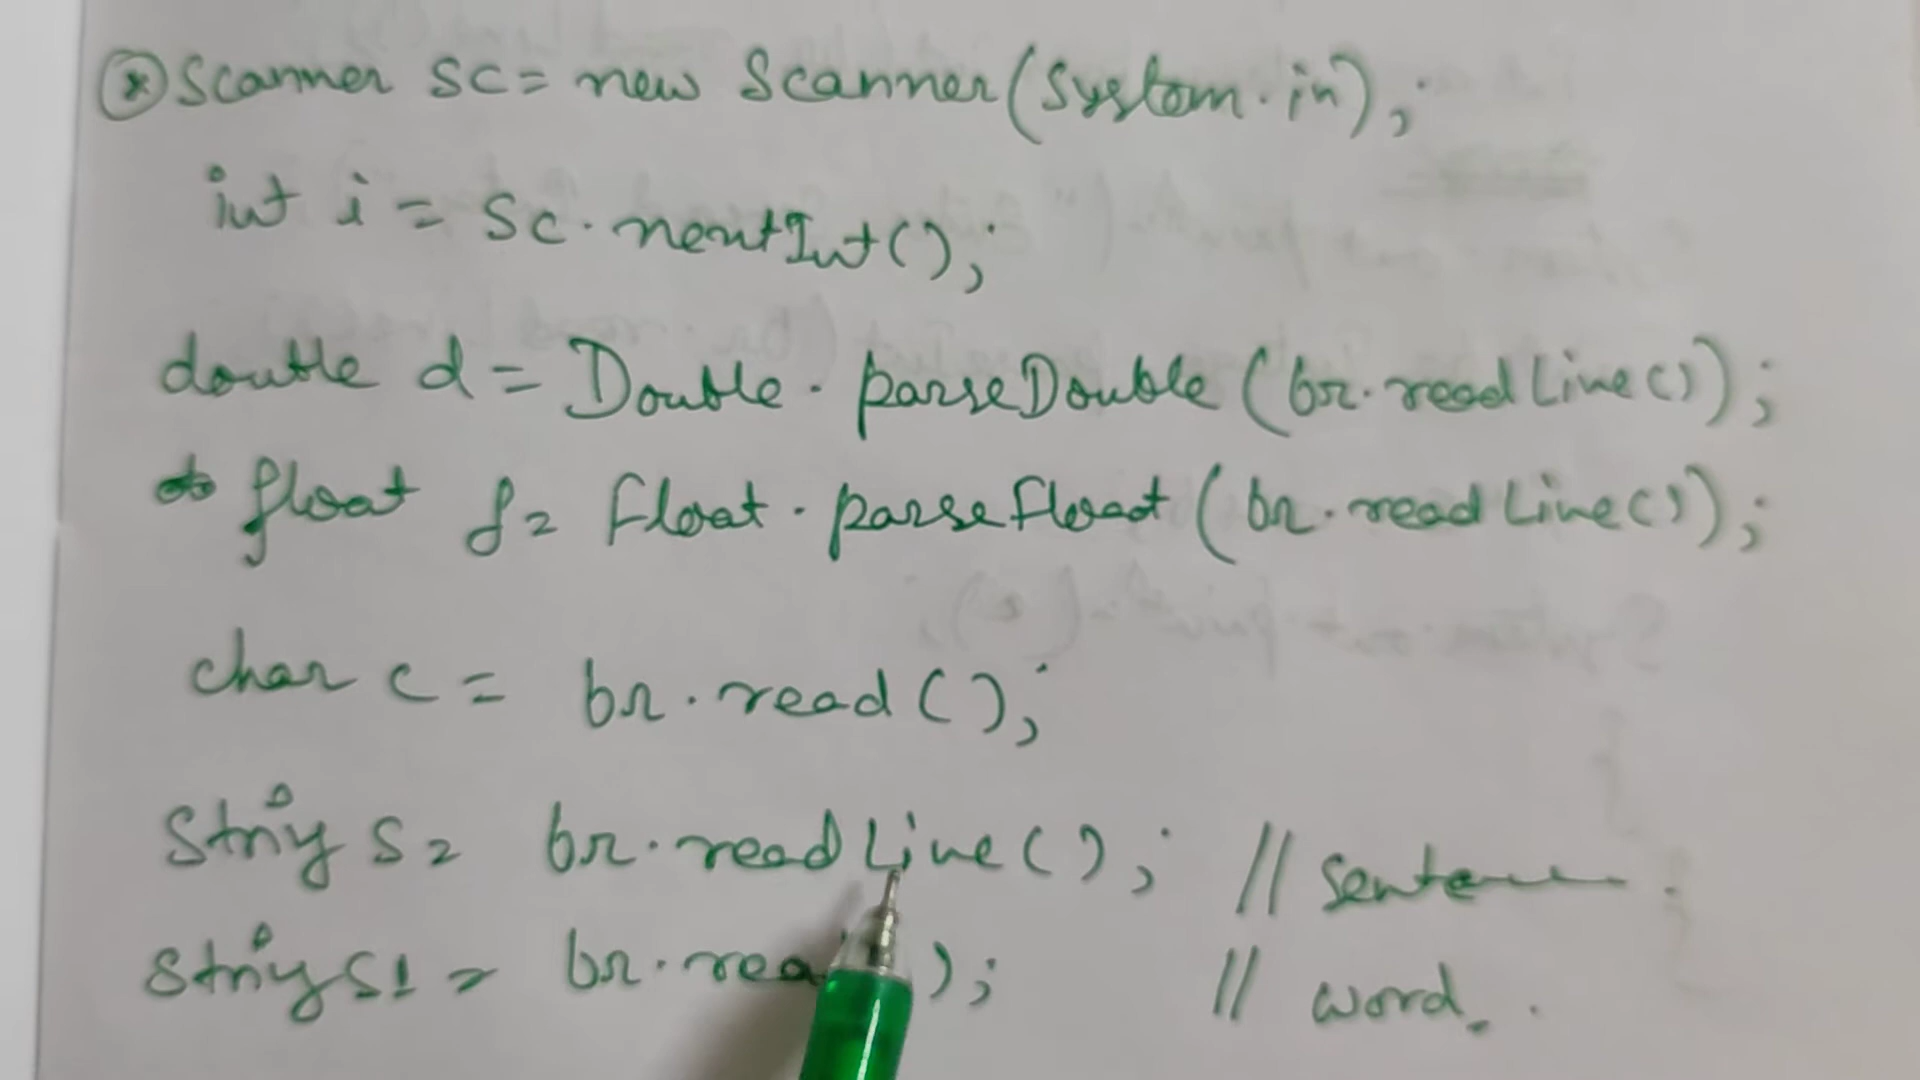 * Scanner sc = new Scanner(System.in);
int i = sc.nextInt();
double d = Double.parseDouble(br.readLine());
float f = Float.parsefloat(br.readLine());
char c = br.read();
String s = br.readLine(); // sentence.
String s1 = br.rea ); // word.